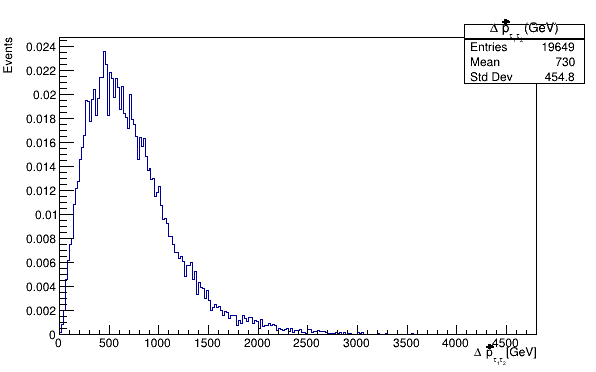 Δ p⃗ τ₁τ₂ (GeV)
Entries 19649
Mean 730
Std Dev 454.8
Events
0.024
0.022
0.02
0.018
0.016
0.014
0.012
0.01
0.008
0.006
0.004
0.002
0
0 500 1000 1500 2000 2500 3000 3500 4000 4500
Δ p⃗ τ₁τ₂ [GeV]